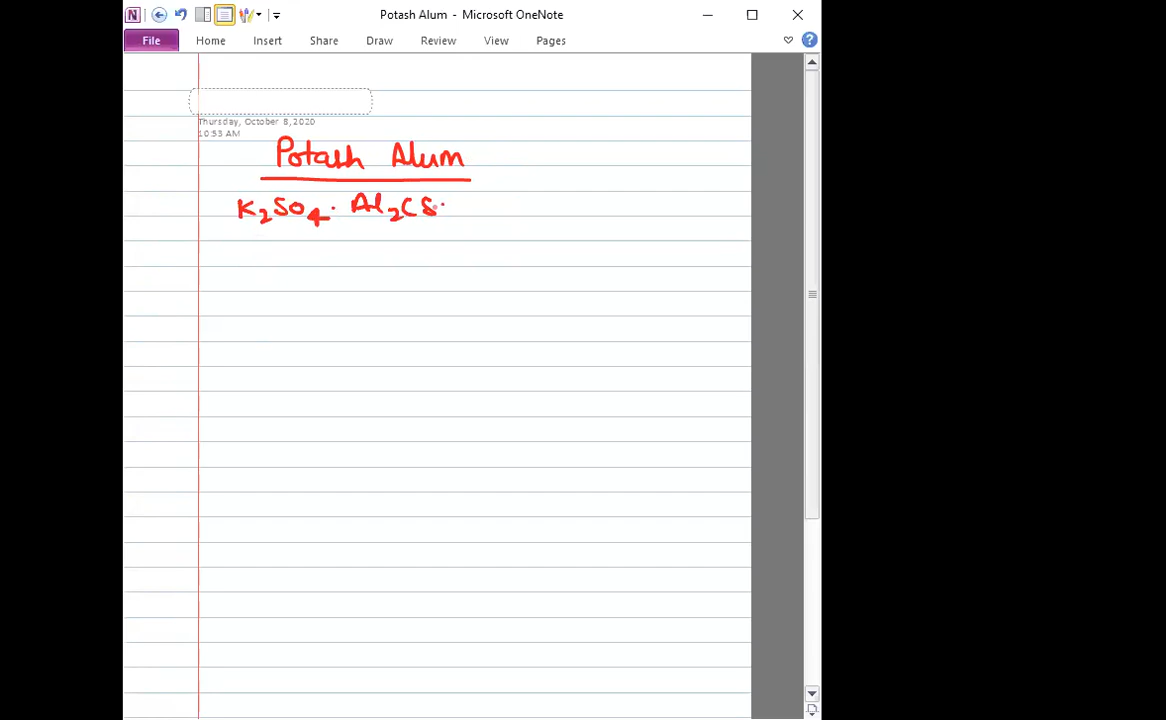 Potash Alum - Microsoft OneNote
File Home Insert Share Draw Review View Pages
Thursday, October 8, 2020
10:53 AM
Potash Alum
K₂SO₄· Al₂(S